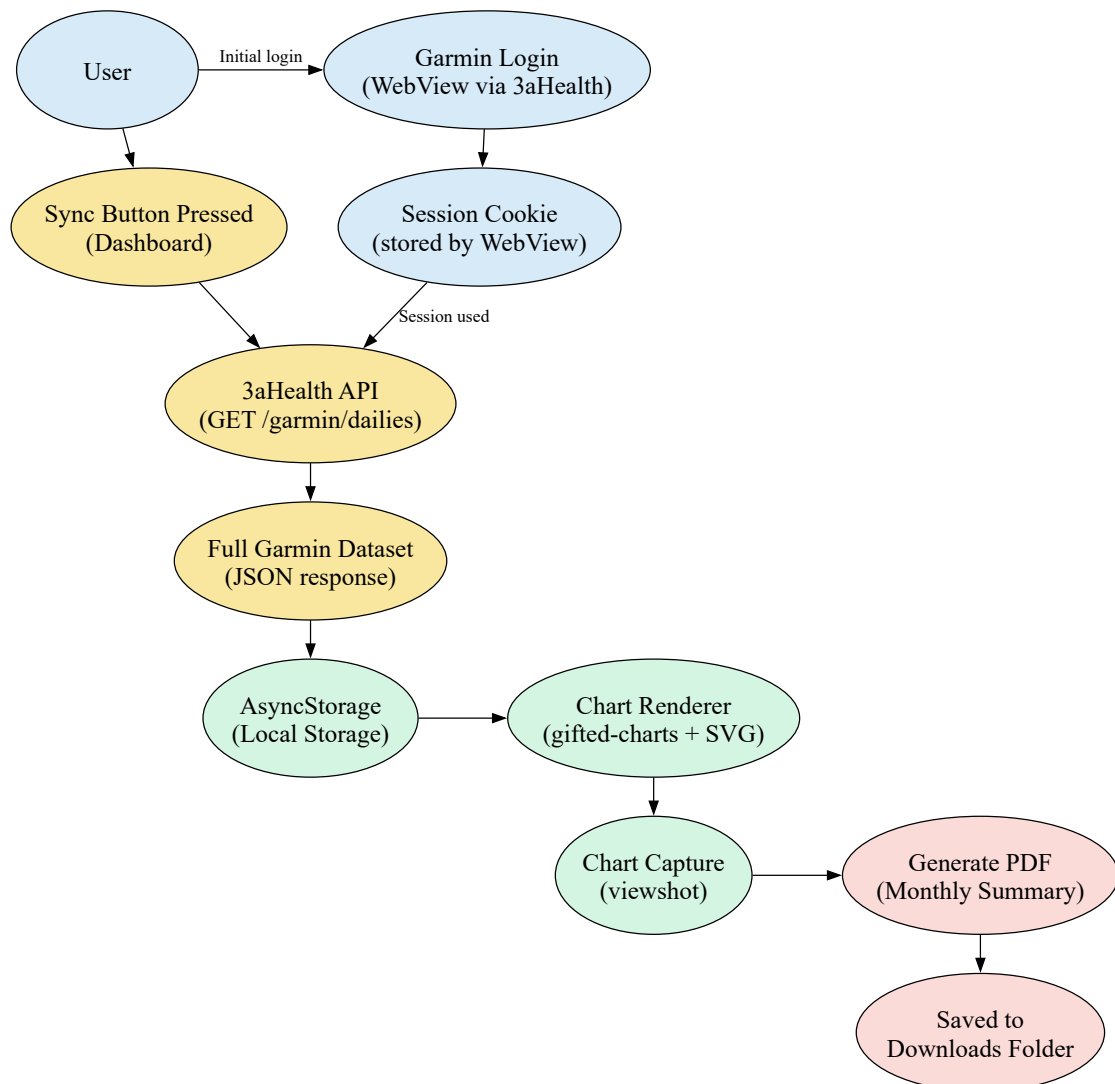 User
Initial login
Garmin Login
(WebView via 3aHealth)
Sync Button Pressed
(Dashboard)
Session Cookie
(stored by WebView)
Session used
3aHealth API
(GET /garmin/dailies)
Full Garmin Dataset
(JSON response)
AsyncStorage
(Local Storage)
Chart Renderer
(gifted-charts + SVG)
Chart Capture
(viewshot)
Generate PDF
(Monthly Summary)
Saved to
Downloads Folder